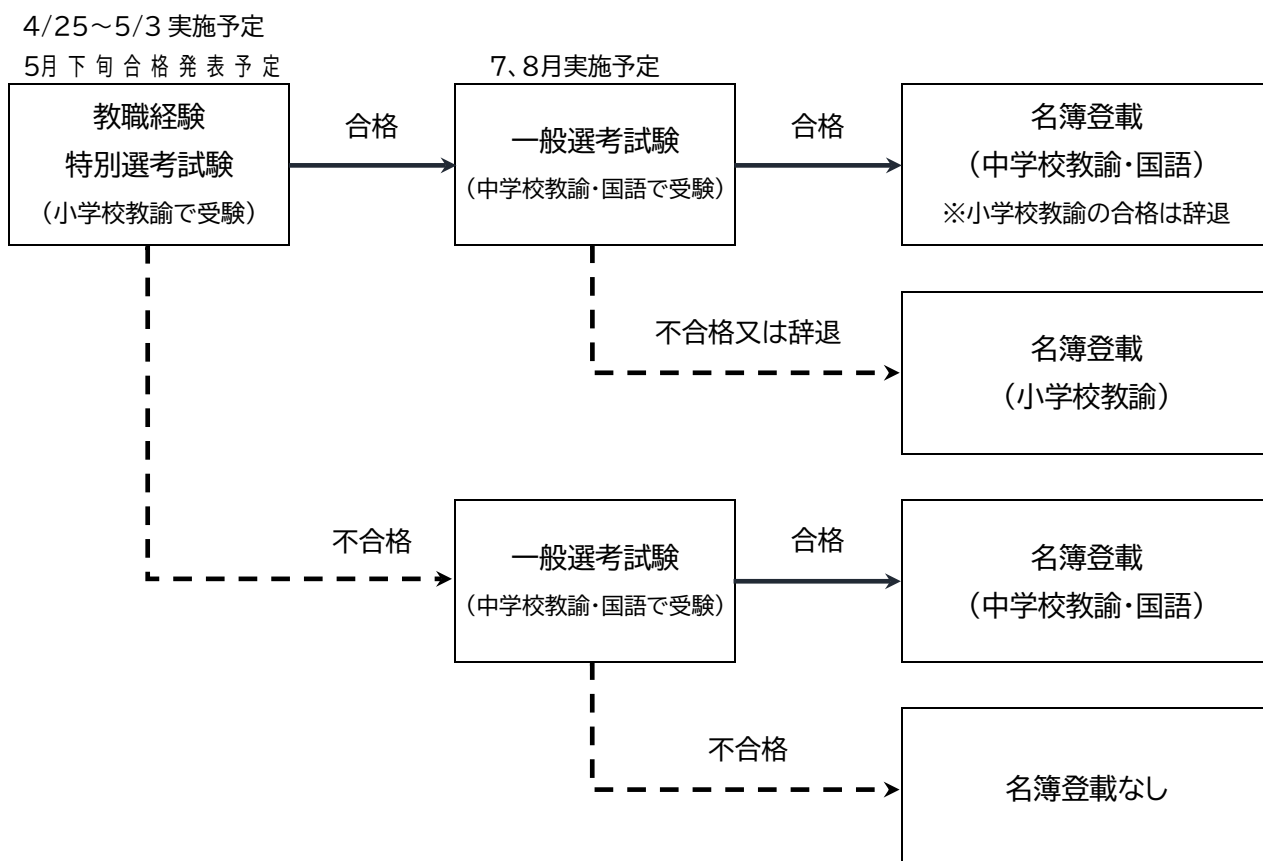 4/25～5/3 実施予定
5月下旬合格発表予定
教職経験
特別選考試験
（小学校教諭で受験）
合格
7、8月実施予定
一般選考試験
（中学校教諭・国語で受験）
合格
名簿登載
（中学校教諭・国語）
※小学校教諭の合格は辞退
不合格又は辞退
名簿登載
（小学校教諭）
不合格
一般選考試験
（中学校教諭・国語で受験）
合格
名簿登載
（中学校教諭・国語）
不合格
名簿登載なし